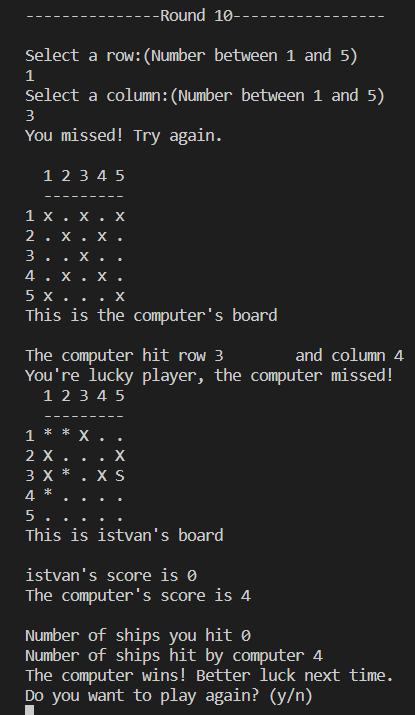 ---------------Round 10-----------------
Select a row:(Number between 1 and 5)
1
Select a column:(Number between 1 and 5)
3
You missed! Try again.
  1 2 3 4 5
  ---------
1 x . x . x
2 . x . x .
3 . . x . .
4 . x . x .
5 x . . . x
This is the computer's board
The computer hit row 3        and column 4
You're lucky player, the computer missed!
  1 2 3 4 5
  ---------
1 * * X . .
2 X . . . X
3 X * . X S
4 * . . . .
5 . . . . .
This is istvan's board
istvan's score is 0
The computer's score is 4
Number of ships you hit 0
Number of ships hit by computer 4
The computer wins! Better luck next time.
Do you want to play again? (y/n)